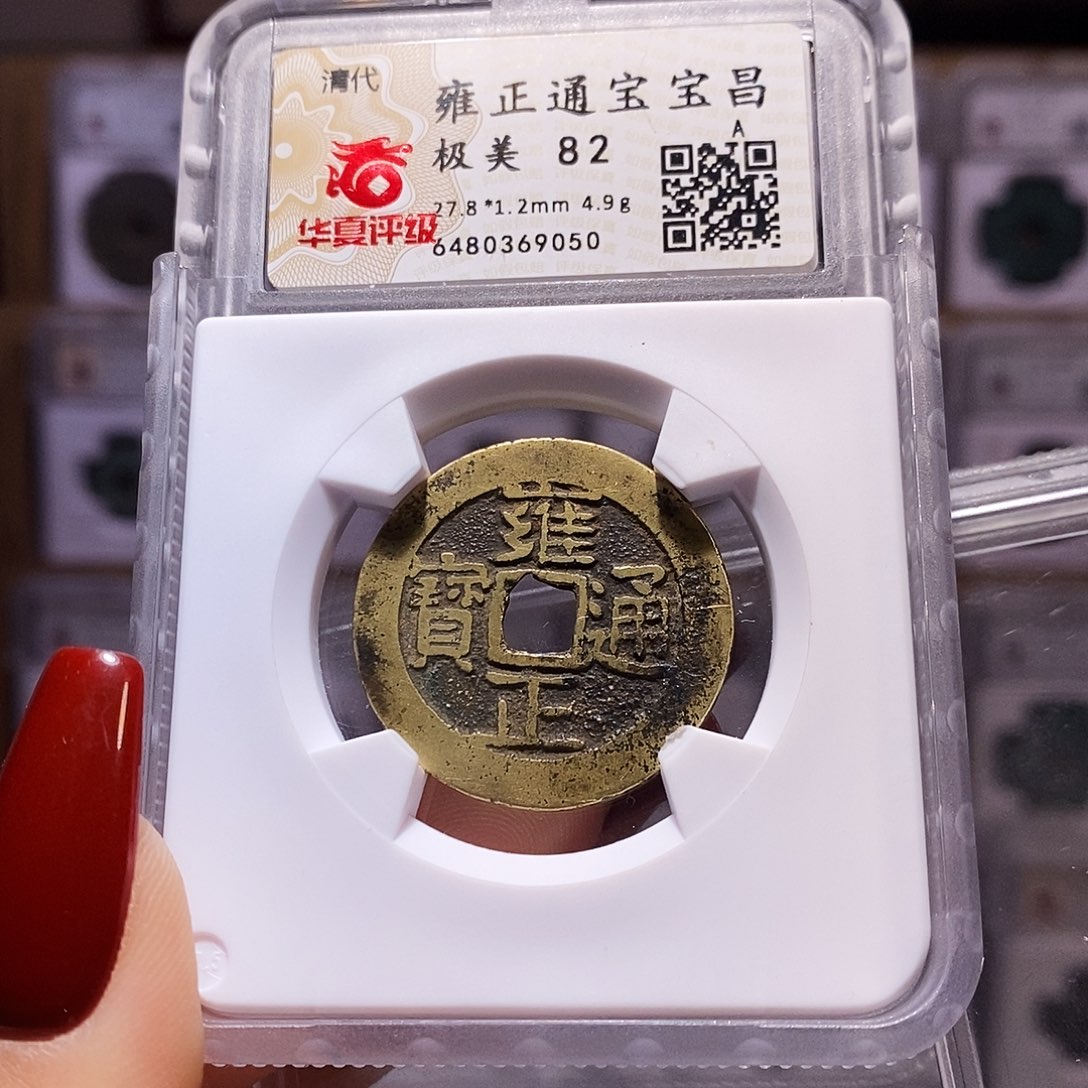 清代
雍正通宝宝昌
极美 82
A
27.8*1.2mm 4.9g
6480369050
华夏评级
雍正通寶